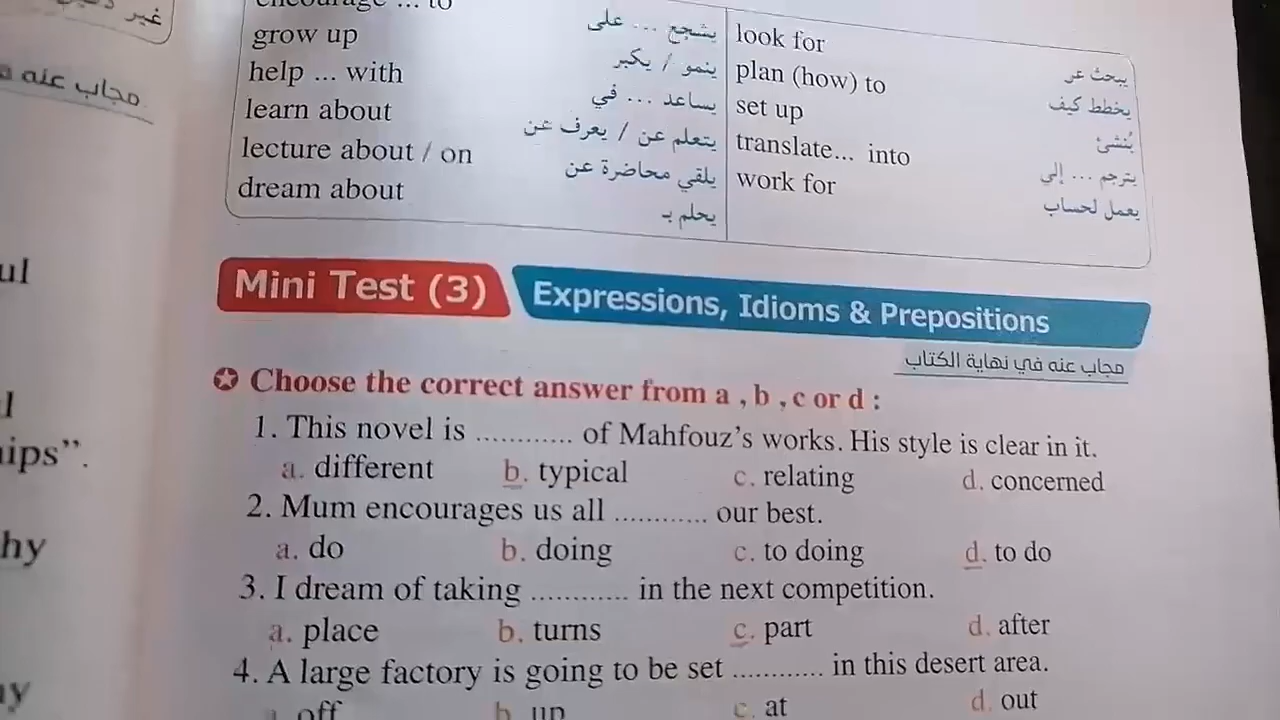 غير
مجاب عنه
encourage ... to
يشجع ... على
grow up
ينمو / يكبر
help ... with
يساعد ... في
learn about
يتعلم عن / يعرف عن
lecture about / on
يلقي محاضرة عن
dream about
يحلم بـ
look for
يبحث عن
plan (how) to
يخطط كيف
set up
يُنشئ
translate... into
يترجم ... إلى
work for
يعمل لحساب
Mini Test (3) Expressions, Idioms & Prepositions
مجاب عنه في نهاية الكتاب
Choose the correct answer from a , b , c or d :
1. This novel is ............ of Mahfouz's works. His style is clear in it.
a. different b. typical c. relating d. concerned
2. Mum encourages us all ............ our best.
a. do b. doing c. to doing d. to do
3. I dream of taking ............ in the next competition.
a. place b. turns c. part d. after
4. A large factory is going to be set ............ in this desert area.
a. off b. up c. at d. out